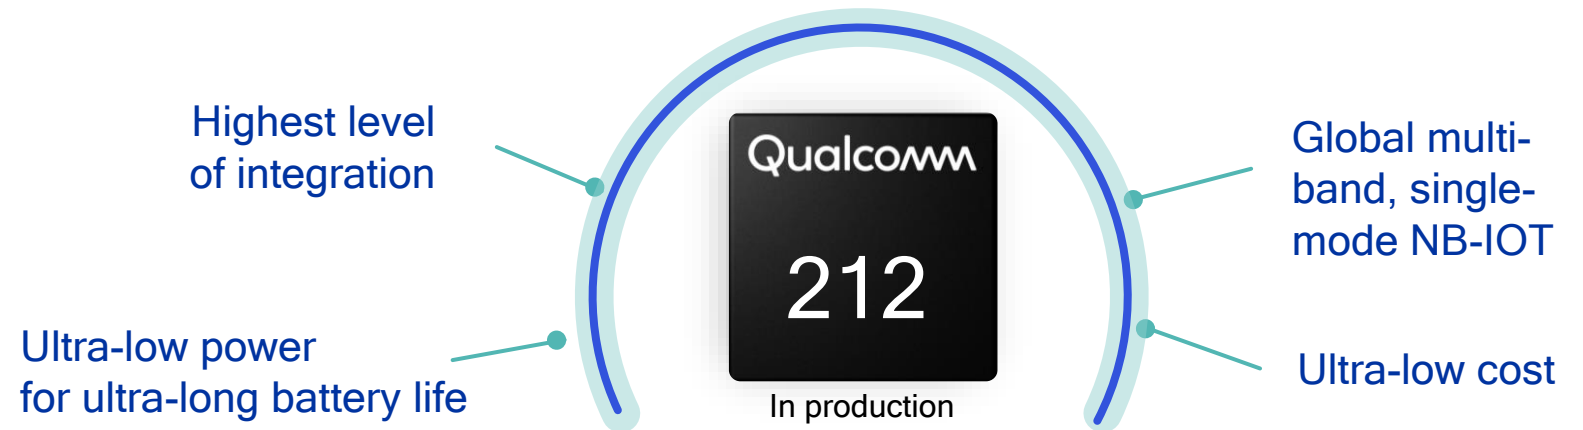 Highest level
of integration
Ultra-low power
for ultra-long battery life
Qualcomm
212
In production
Global multi-
band, single-
mode NB-IOT
Ultra-low cost